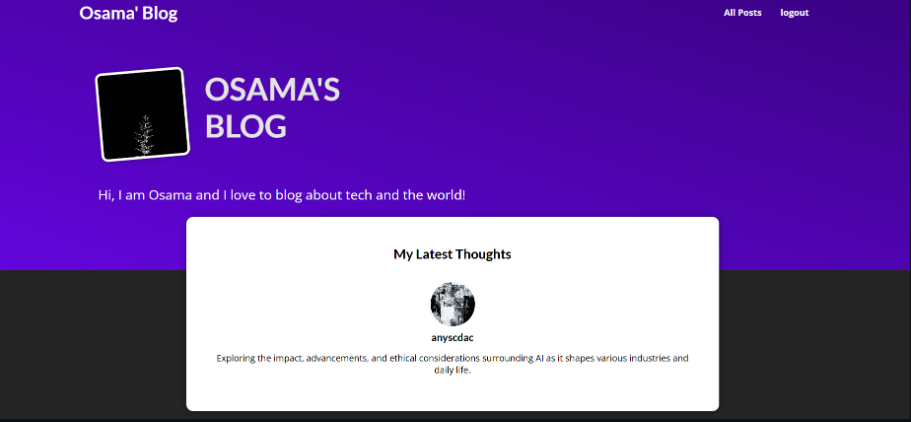 Osama' Blog
All Posts
logout
OSAMA'S
BLOG
Hi, I am Osama and I love to blog about tech and the world!
My Latest Thoughts
anyscdac
Exploring the impact, advancements, and ethical considerations surrounding AI as it shapes various industries and
daily life.